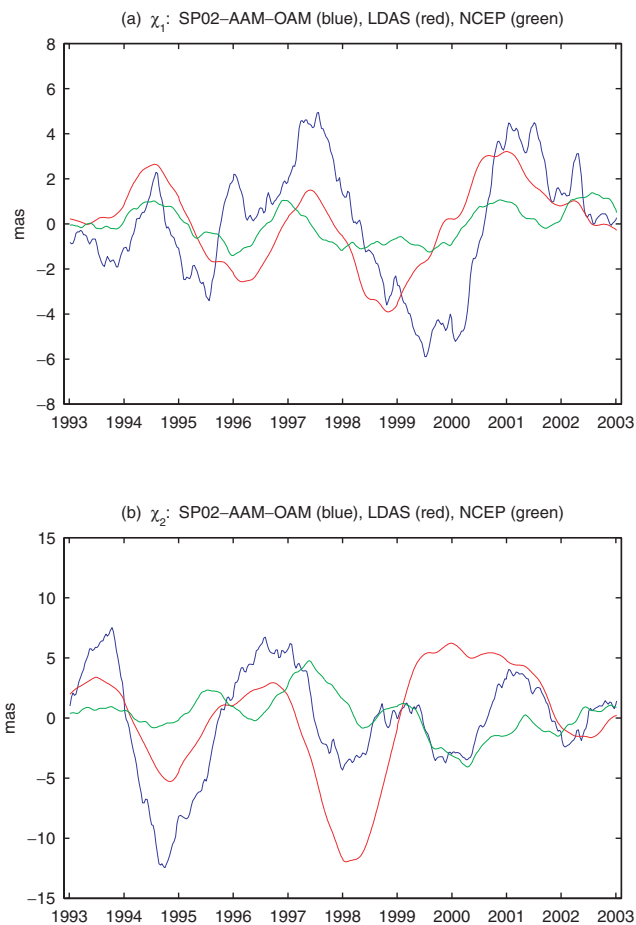 (a) χ₁: SP02–AAM–OAM (blue), LDAS (red), NCEP (green)
8
6
4
2
0
−2
−4
−6
−8
mas
1993 1994 1995 1996 1997 1998 1999 2000 2001 2002 2003
(b) χ₂: SP02–AAM–OAM (blue), LDAS (red), NCEP (green)
15
10
5
0
−5
−10
−15
mas
1993 1994 1995 1996 1997 1998 1999 2000 2001 2002 2003